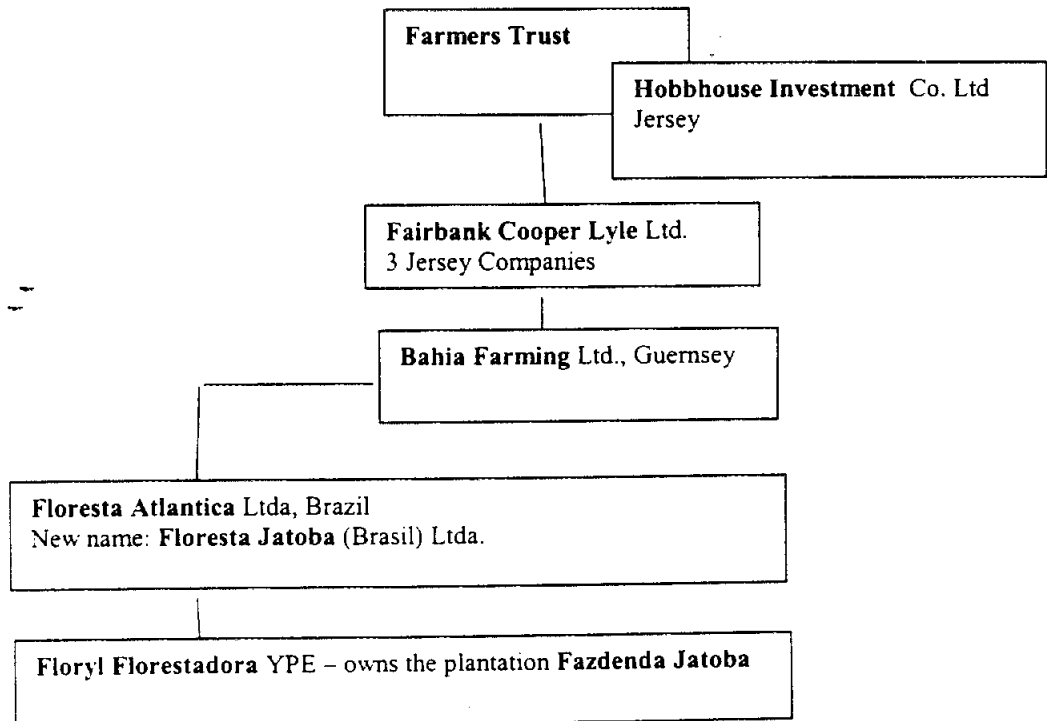 Farmers Trust
Hobbhouse Investment Co. Ltd
Jersey
Fairbank Cooper Lyle Ltd.
3 Jersey Companies
Bahia Farming Ltd., Guernsey
Floresta Atlantica Ltda, Brazil
New name: Floresta Jatoba (Brasil) Ltda.
Floryl Florestadora YPE – owns the plantation Fazdenda Jatoba